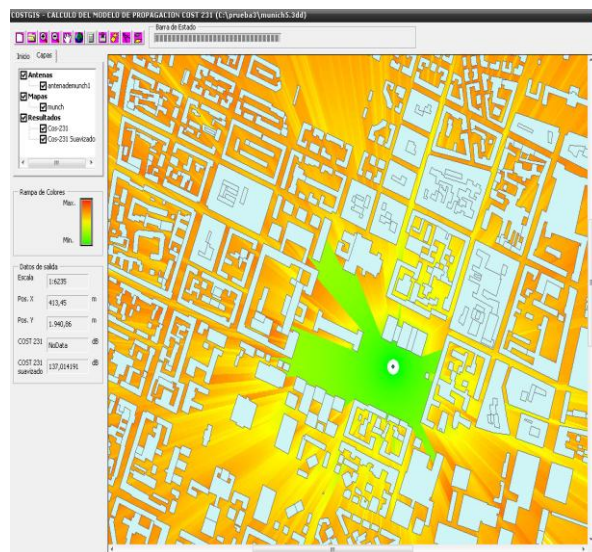 COSTGIS - CALCULO DEL MODELO DE PROPAGACION COST 231 (C:\prueba3\munich5.3dd)
Barra de Estado
Inicio Capas
Antenas
antenademunch1
Mapas
munch
Resultados
Cos-231
Cos-231 Suavizado
Rampa de Colores
Max.
Min.
Datos de salida
Escala 1:6235
Pos. X 413,45 m
Pos. Y 1.940,86 m
COST 231 NoData dB
COST 231 suavizado 137,014191 dB